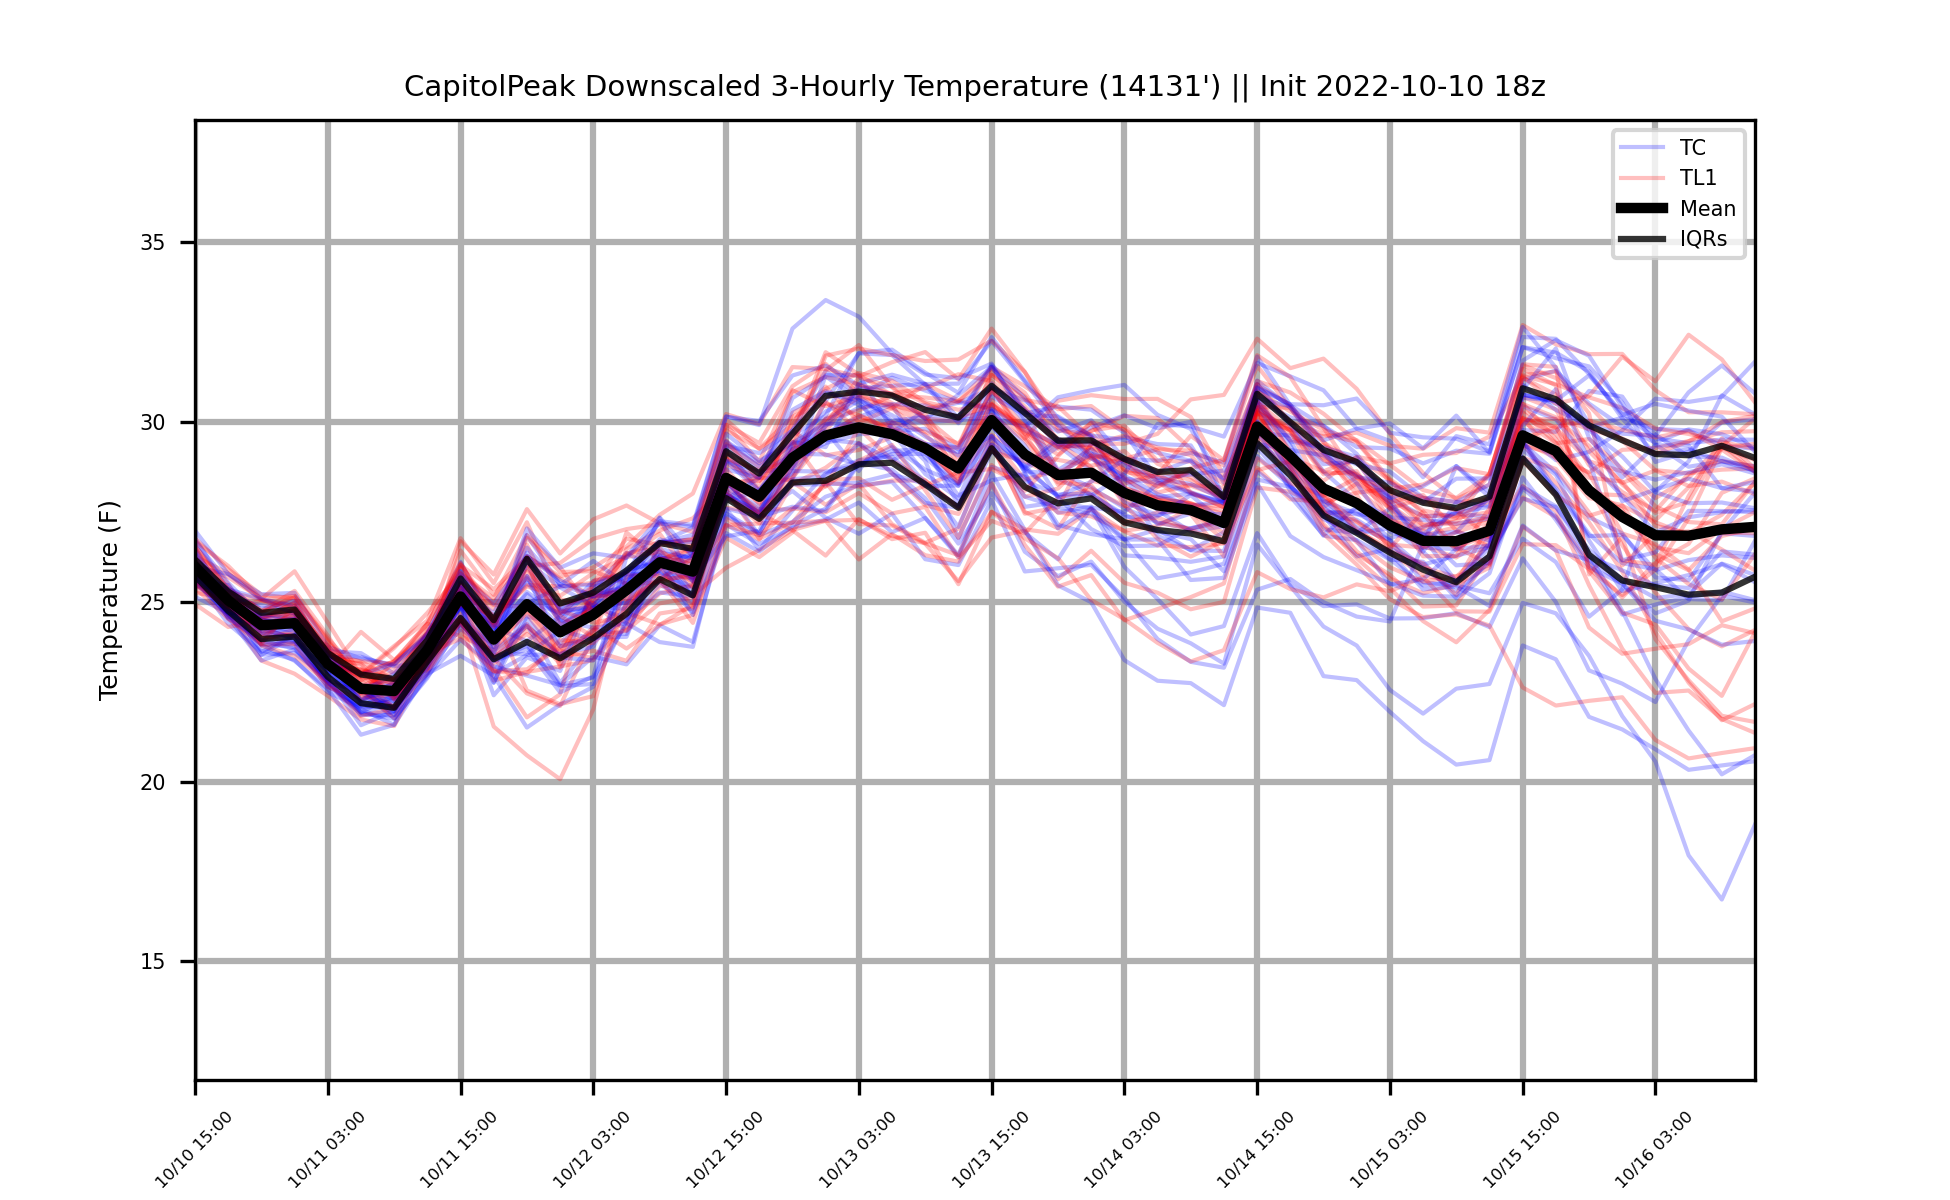 CapitolPeak Downscaled 3-Hourly Temperature (14131') || Init 2022-10-10 18z
TC
TL1
Mean
IQRs
Temperature (F)
35
30
25
20
15
10/10 15:00
10/11 03:00
10/11 15:00
10/12 03:00
10/12 15:00
10/13 03:00
10/13 15:00
10/14 03:00
10/14 15:00
10/15 03:00
10/15 15:00
10/16 03:00